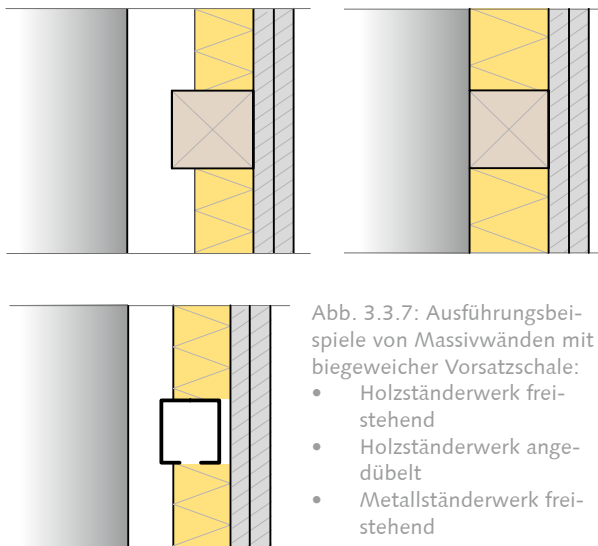 Abb. 3.3.7: Ausführungsbei-
spiele von Massivwänden mit
biegeweicher Vorsatzschale:
• Holzständerwerk frei-
stehend
• Holzständerwerk ange-
dübelt
• Metallständerwerk frei-
stehend